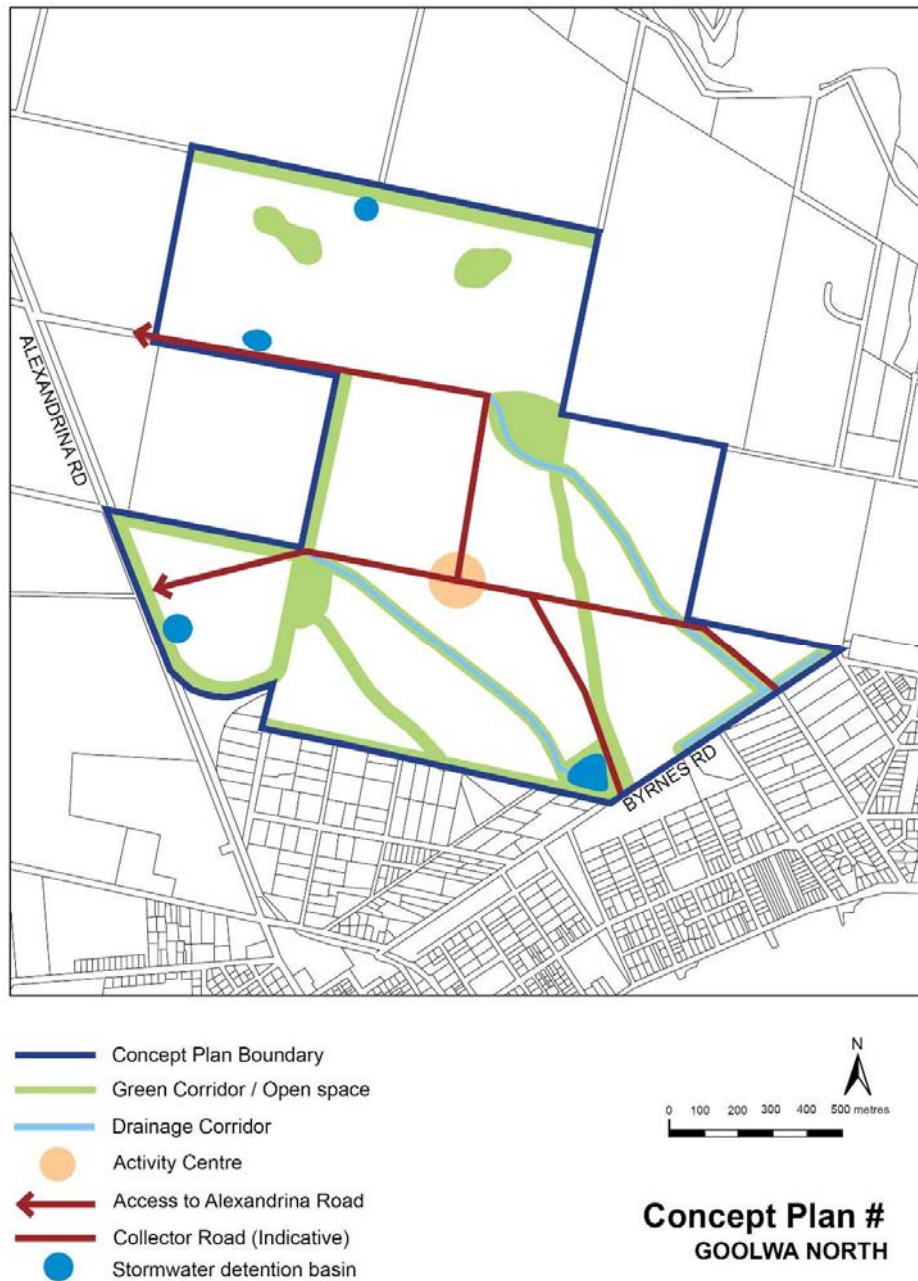 ALEXANDRINA RD
BYRNES RD
Concept Plan Boundary
Green Corridor / Open space
Drainage Corridor
Activity Centre
Access to Alexandrina Road
Collector Road (Indicative)
Stormwater detention basin
N
0 100 200 300 400 500 metres
Concept Plan #
GOOLWA NORTH